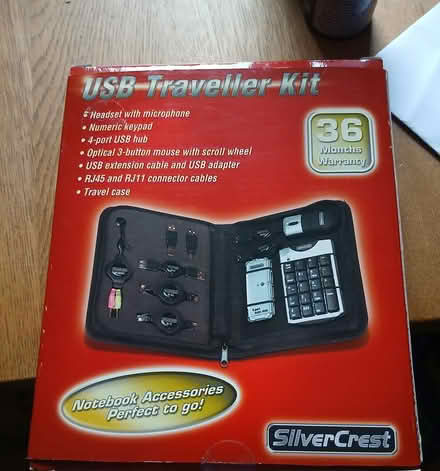 USB Traveller Kit
• Headset with microphone
• Numeric keypad
• 4-port USB hub
• Optical 3-button mouse with scroll wheel
• USB extension cable and USB adapter
• RJ45 and RJ11 connector cables
• Travel case
36
Months
Warranty
Notebook Accessories
Perfect to go!
SilverCrest